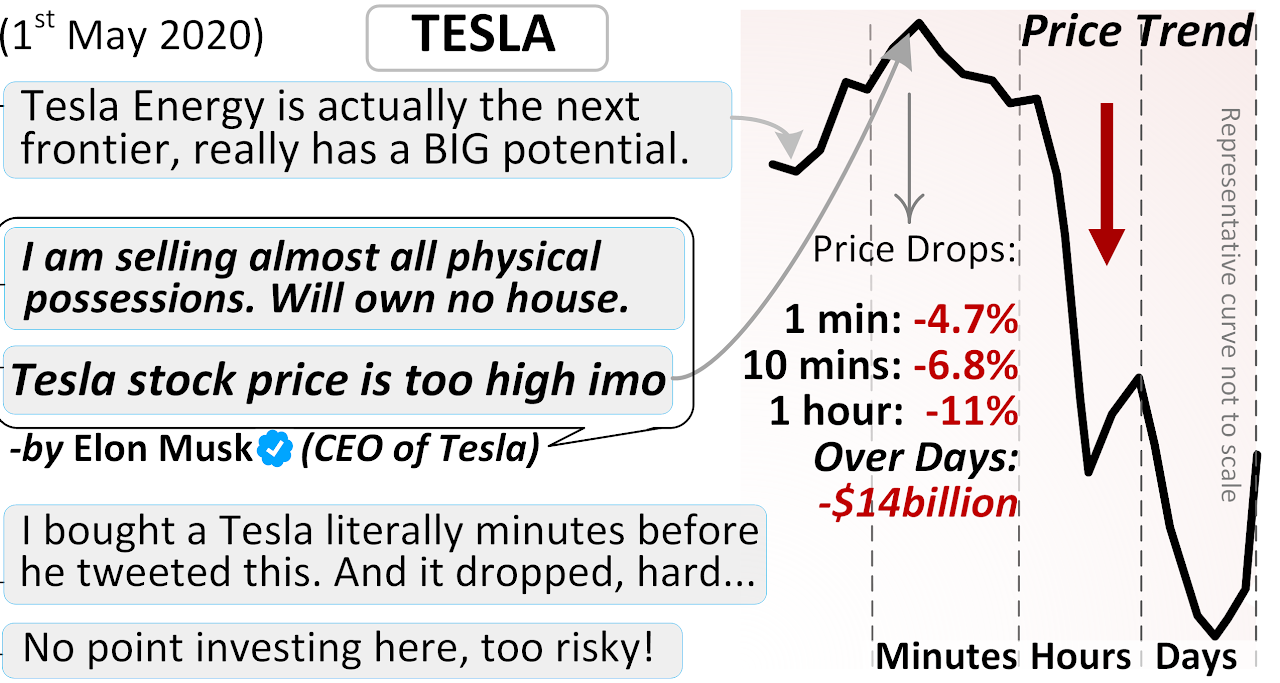 (1st May 2020)
TESLA
Tesla Energy is actually the next
frontier, really has a BIG potential.
I am selling almost all physical
possessions. Will own no house.
Tesla stock price is too high imo
-by Elon Musk (CEO of Tesla)
I bought a Tesla literally minutes before
he tweeted this. And it dropped, hard...
No point investing here, too risky!
Price Trend
Price Drops:
1 min: -4.7%
10 mins: -6.8%
1 hour: -11%
Over Days:
-$14billion
Representative curve not to scale
Minutes Hours Days